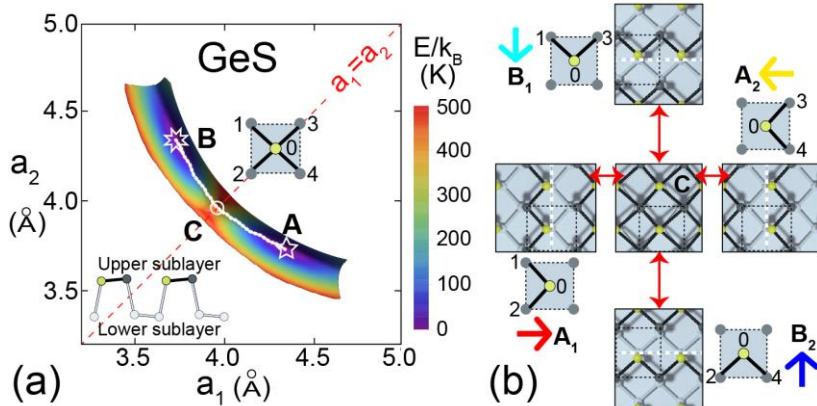 5.0
4.5
a₂
(Å)
4.0
3.5
GeS
a₁=a₂
B
1
3
0
2
4
A
C
Upper sublayer
Lower sublayer
3.5
4.0
4.5
5.0
(a)
a₁ (Å)
E/kB
(K)
500
400
300
200
100
0
(b)
1
3
0
B₁
A₂
3
0
4
C
1
0
2
A₁
0
2
4
B₂